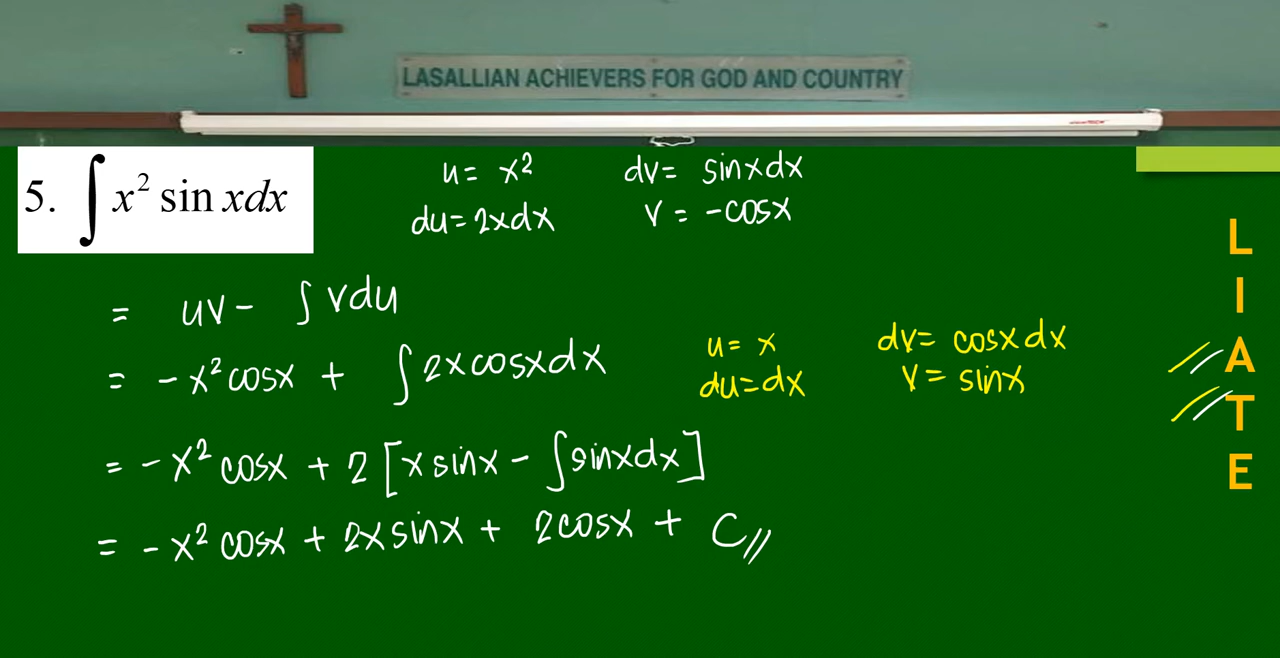 LASALLIAN ACHIEVERS FOR GOD AND COUNTRY
5. ∫ x² sin xdx
u= x² dv= sinxdx
du=2xdx v = -cosx
= uv- ∫vdu
= -x²cosx + ∫2xcosxdx
u= x dv= cosxdx
du=dx v= sinx
= -x²cosx + 2[xsinx - ∫sinxdx]
= -x²cosx + 2xsinx + 2cosx + C//
L
I
A
T
E